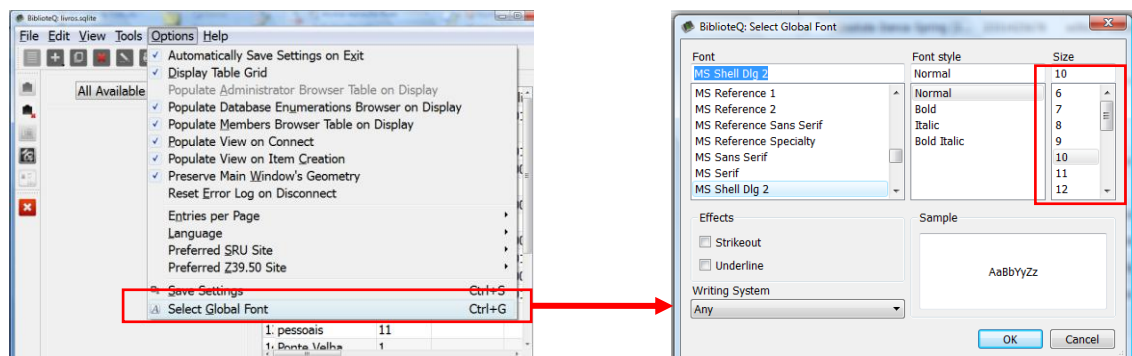 BiblioteQ: livros.sqlite
File Edit View Tools Options Help
Automatically Save Settings on Exit
Display Table Grid
All Available
Populate Administrator Browser Table on Display
Populate Database Enumerations Browser on Display
Populate Members Browser Table on Display
Populate View on Connect
Populate View on Item Creation
Preserve Main Window's Geometry
Reset Error Log on Disconnect
Entries per Page
Language
Preferred SRU Site
Preferred Z39.50 Site
Save Settings Ctrl+S
Select Global Font Ctrl+G
pessoais 11
Ponte Velha 1
BiblioteQ: Select Global Font
Font Font style Size
MS Shell Dlg 2 Normal 10
MS Reference 1 Normal 6
MS Reference 2 Bold 7
MS Reference Sans Serif Italic 8
MS Reference Specialty Bold Italic 9
MS Sans Serif 10
MS Serif 11
MS Shell Dlg 2 12
Effects Sample
Strikeout
Underline
AaBbYyZz
Writing System
Any
OK Cancel